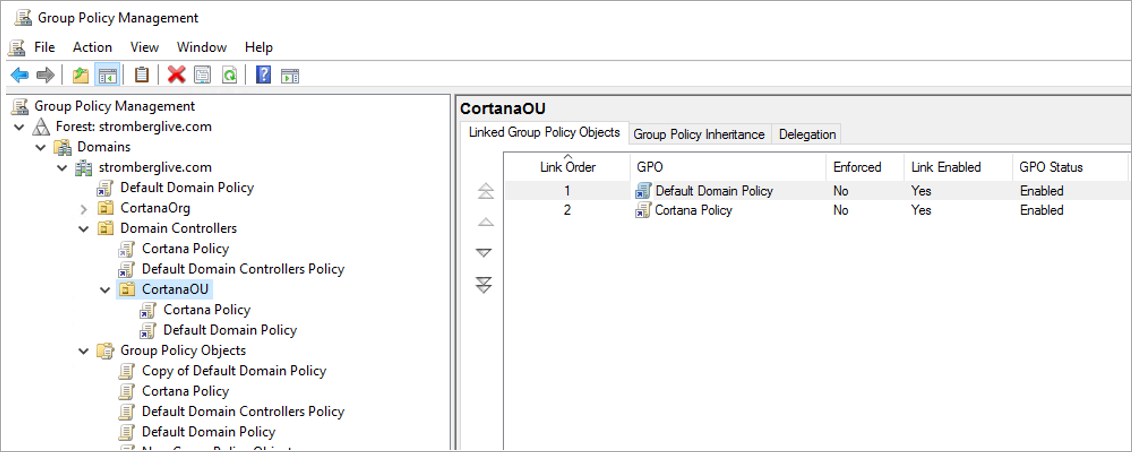 Group Policy Management
File Action View Window Help
Group Policy Management
Forest: stromberglive.com
Domains
stromberglive.com
Default Domain Policy
CortanaOrg
Domain Controllers
Cortana Policy
Default Domain Controllers Policy
CortanaOU
Cortana Policy
Default Domain Policy
Group Policy Objects
Copy of Default Domain Policy
Cortana Policy
Default Domain Controllers Policy
Default Domain Policy
CortanaOU
Linked Group Policy Objects Group Policy Inheritance Delegation
Link Order GPO Enforced Link Enabled GPO Status
1 Default Domain Policy No Yes Enabled
2 Cortana Policy No Yes Enabled